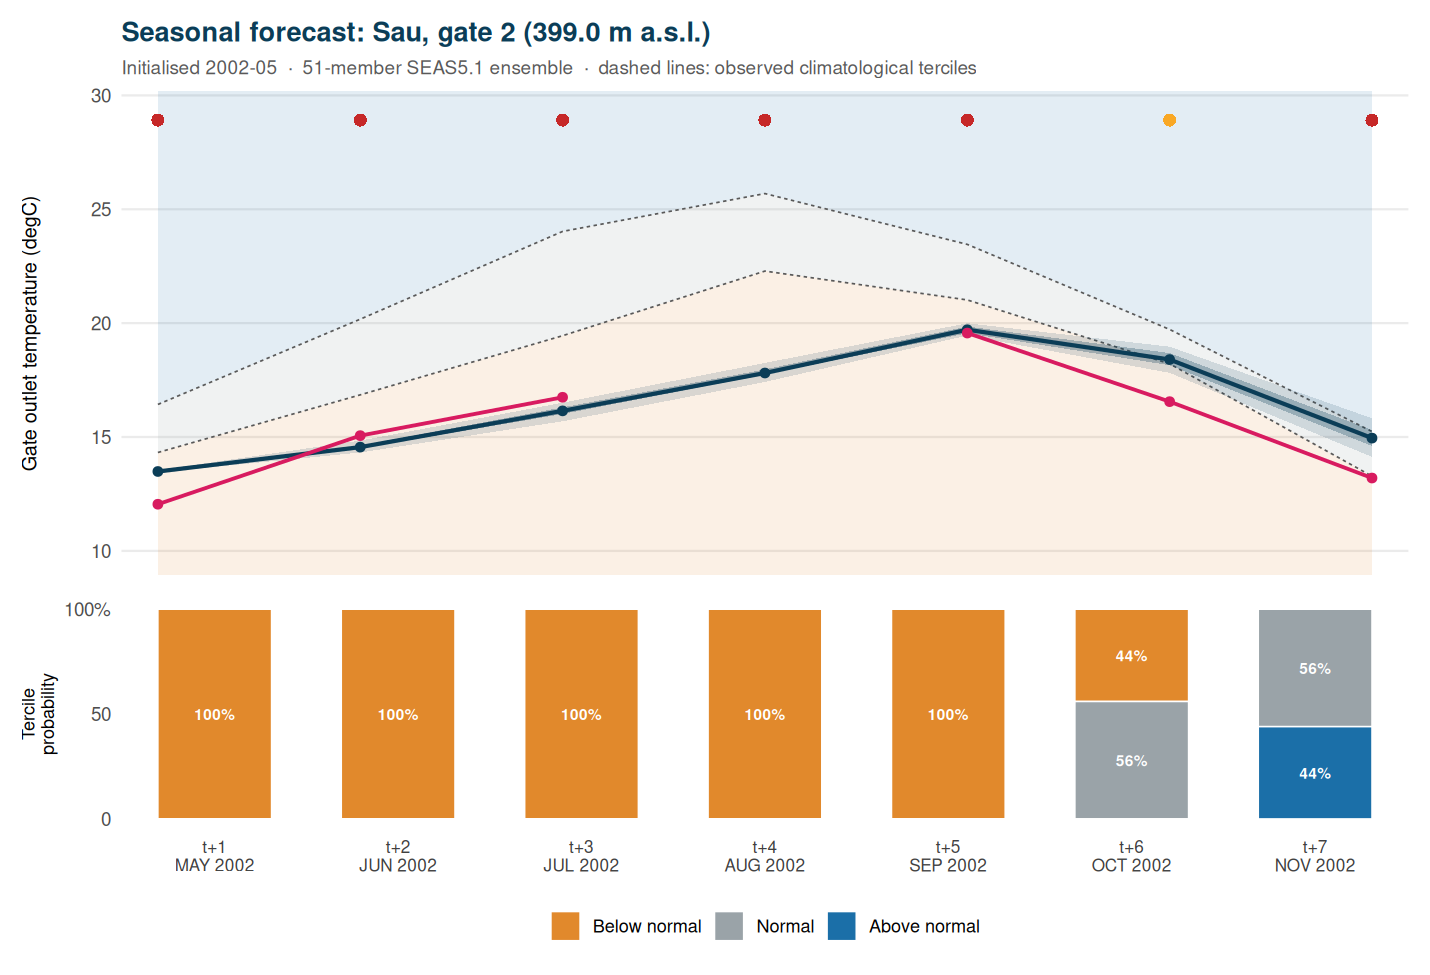 Seasonal forecast: Sau, gate 2 (399.0 m a.s.l.)
Initialised 2002-05 · 51-member SEAS5.1 ensemble · dashed lines: observed climatological terciles
30
25
20
15
10
Gate outlet temperature (degC)
100%
50
0
Tercile
probability
100%
100%
100%
100%
100%
44%
56%
56%
44%
t+1
MAY 2002
t+2
JUN 2002
t+3
JUL 2002
t+4
AUG 2002
t+5
SEP 2002
t+6
OCT 2002
t+7
NOV 2002
Below normal
Normal
Above normal